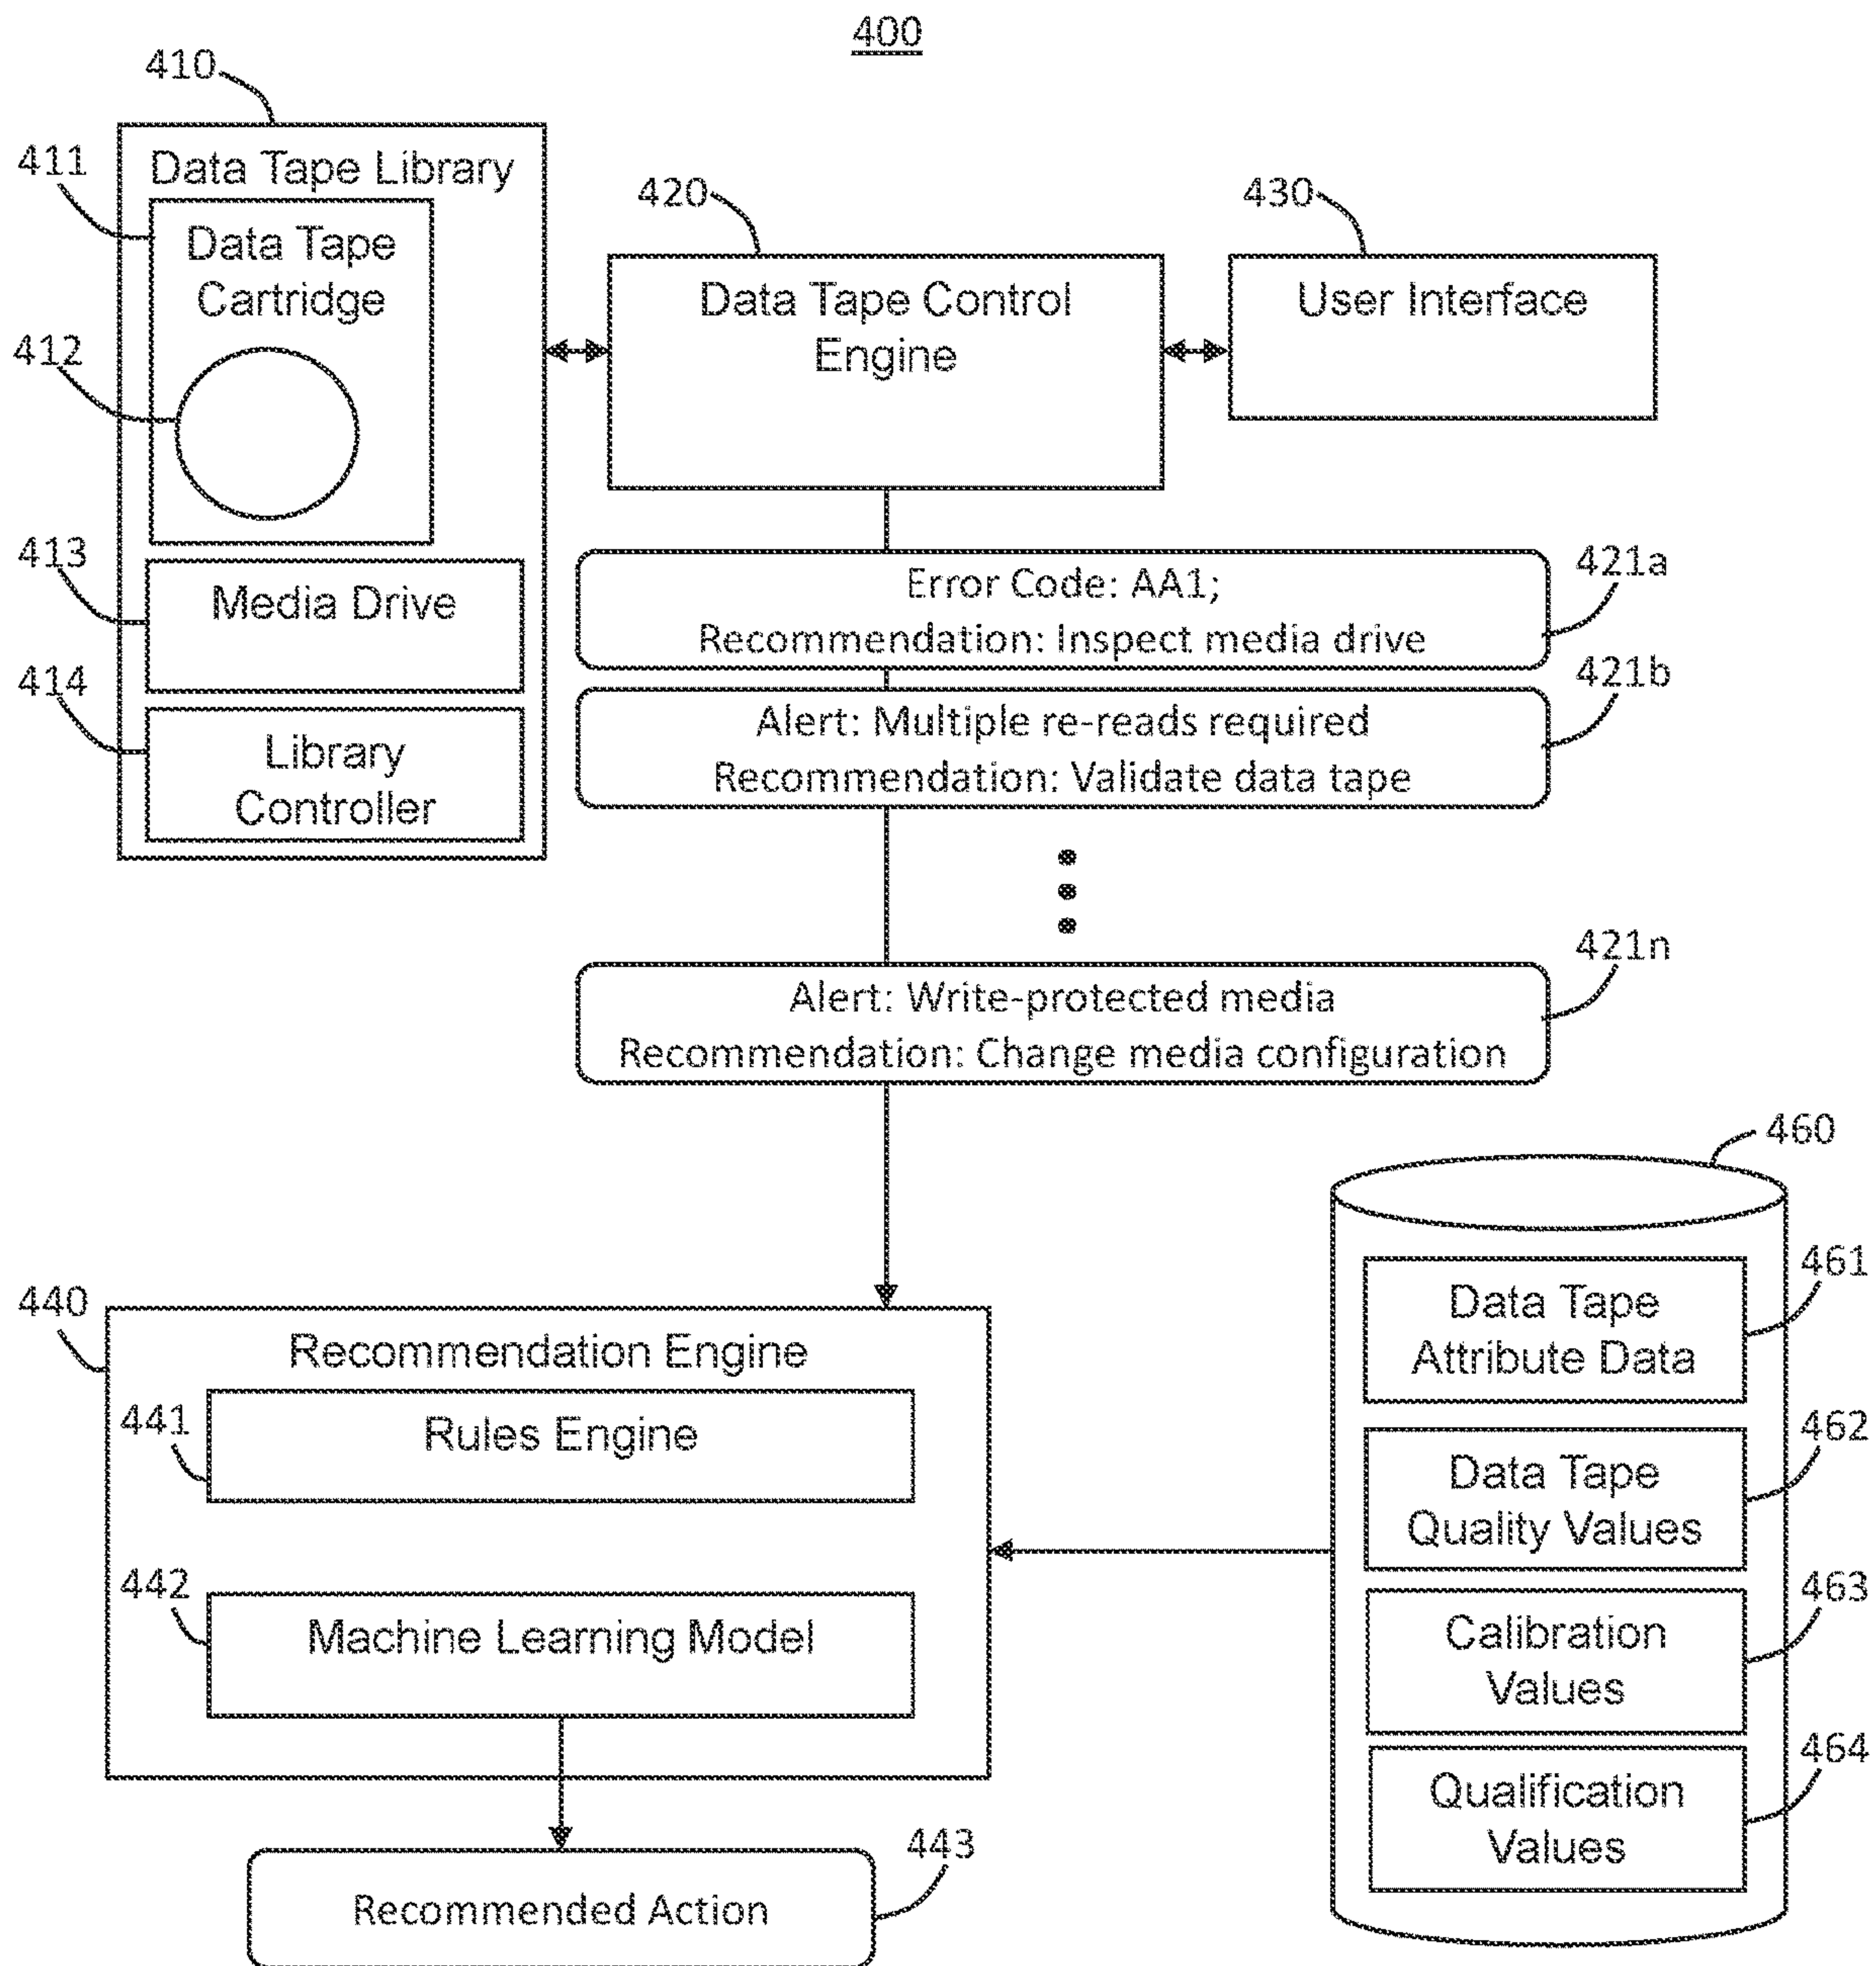 400
410
411
Data Tape Library
Data Tape
Cartridge
412
413
Media Drive
414
Library
Controller
420
Data Tape Control
Engine
430
User Interface
421a
Error Code: AA1;
Recommendation: Inspect media drive
421b
Alert: Multiple re-reads required
Recommendation: Validate data tape
421n
Alert: Write-protected media
Recommendation: Change media configuration
440
Recommendation Engine
441
Rules Engine
442
Machine Learning Model
443
Recommended Action
460
461
Data Tape
Attribute Data
462
Data Tape
Quality Values
463
Calibration
Values
464
Qualification
Values